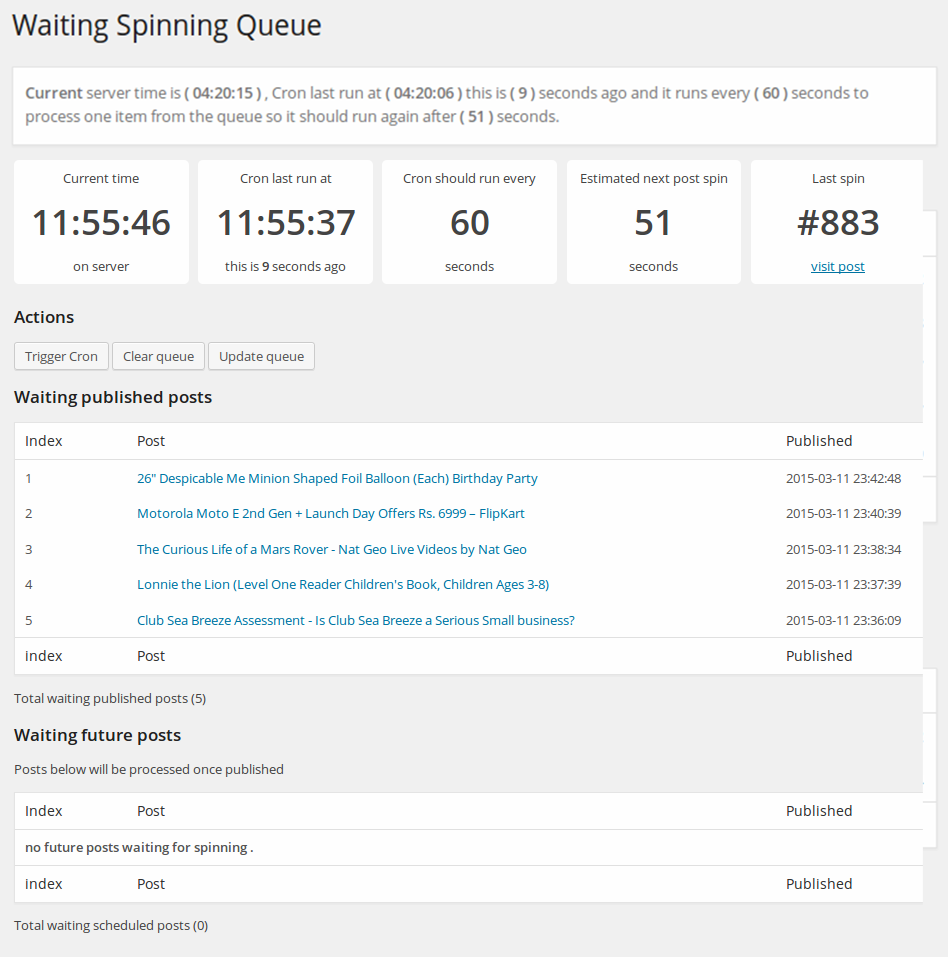 Waiting Spinning Queue
Current server time is ( 04:20:15 ) , Cron last run at ( 04:20:06 ) this is ( 9 ) seconds ago and it runs every ( 60 ) seconds to
process one item from the queue so it should run again after ( 51 ) seconds.
Current time
11:55:46
on server
Cron last run at
11:55:37
this is 9 seconds ago
Cron should run every
60
seconds
Estimated next post spin
51
seconds
Last spin
#883
visit post
Actions
Trigger Cron Clear queue Update queue
Waiting published posts
Index Post Published
1 26" Despicable Me Minion Shaped Foil Balloon (Each) Birthday Party 2015-03-11 23:42:48
2 Motorola Moto E 2nd Gen + Launch Day Offers Rs. 6999 – FlipKart 2015-03-11 23:40:39
3 The Curious Life of a Mars Rover - Nat Geo Live Videos by Nat Geo 2015-03-11 23:38:34
4 Lonnie the Lion (Level One Reader Children's Book, Children Ages 3-8) 2015-03-11 23:37:39
5 Club Sea Breeze Assessment - Is Club Sea Breeze a Serious Small business? 2015-03-11 23:36:09
index Post Published
Total waiting published posts (5)
Waiting future posts
Posts below will be processed once published
Index Post Published
no future posts waiting for spinning .
index Post Published
Total waiting scheduled posts (0)